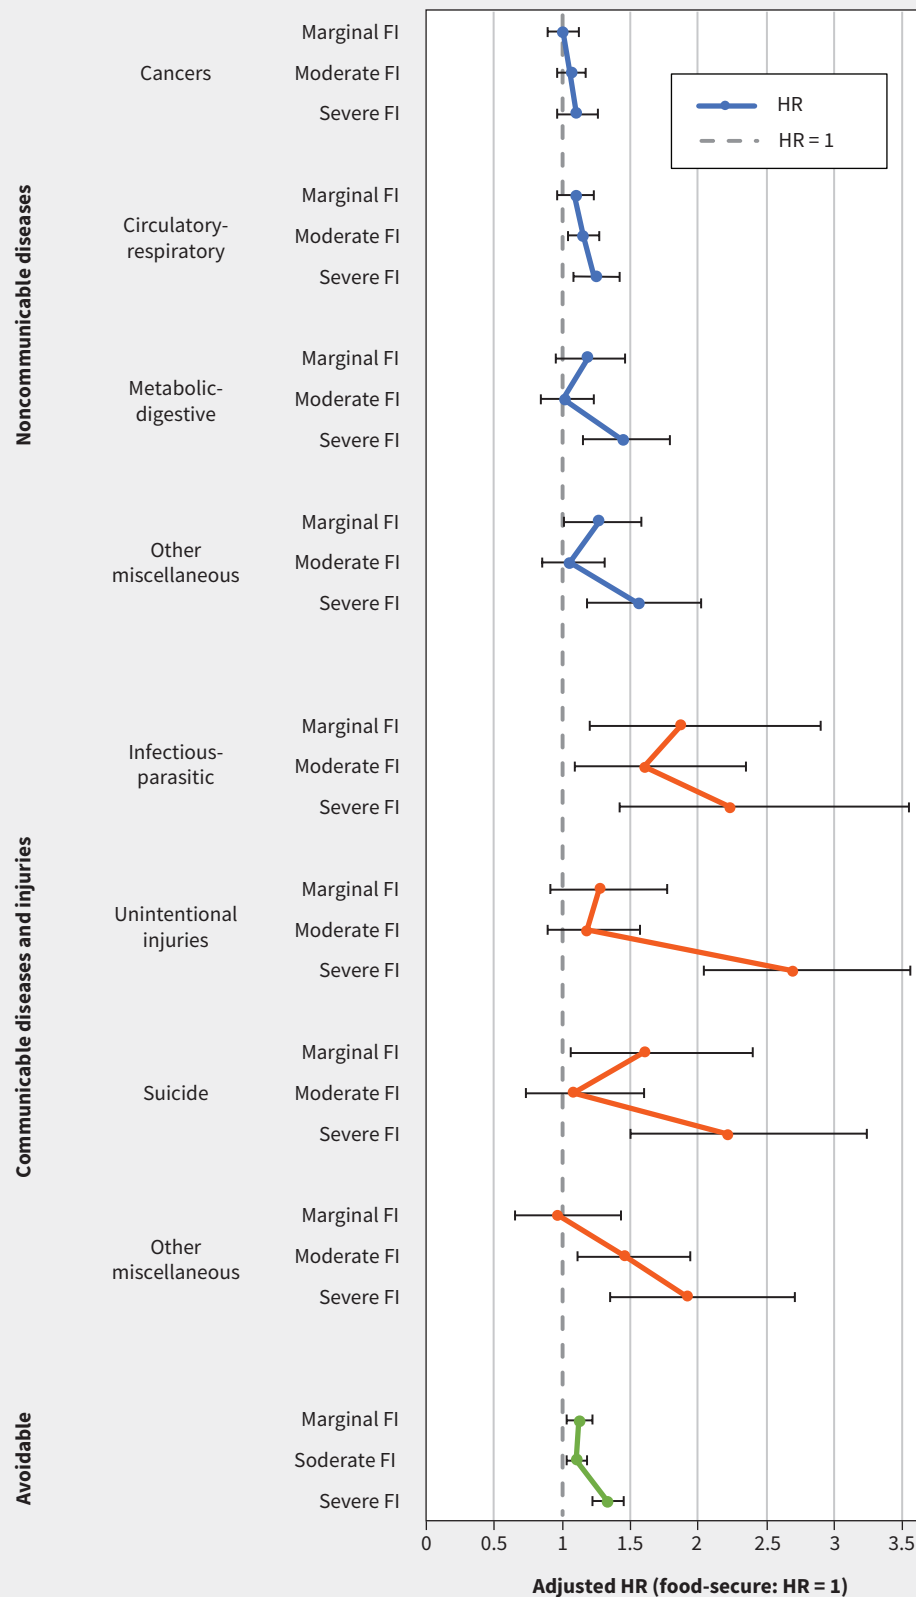 Noncommunicable diseases
Cancers
Marginal FI
Moderate FI
Severe FI
HR
HR = 1
Circulatory-
respiratory
Marginal FI
Moderate FI
Severe FI
Metabolic-
digestive
Marginal FI
Moderate FI
Severe FI
Other
miscellaneous
Marginal FI
Moderate FI
Severe FI
Communicable diseases and injuries
Infectious-
parasitic
Marginal FI
Moderate FI
Severe FI
Unintentional
injuries
Marginal FI
Moderate FI
Severe FI
Suicide
Marginal FI
Moderate FI
Severe FI
Other
miscellaneous
Marginal FI
Moderate FI
Severe FI
Avoidable
Marginal FI
Soderate FI
Severe FI
0 0.5 1 1.5 2 2.5 3 3.5
Adjusted HR (food-secure: HR = 1)